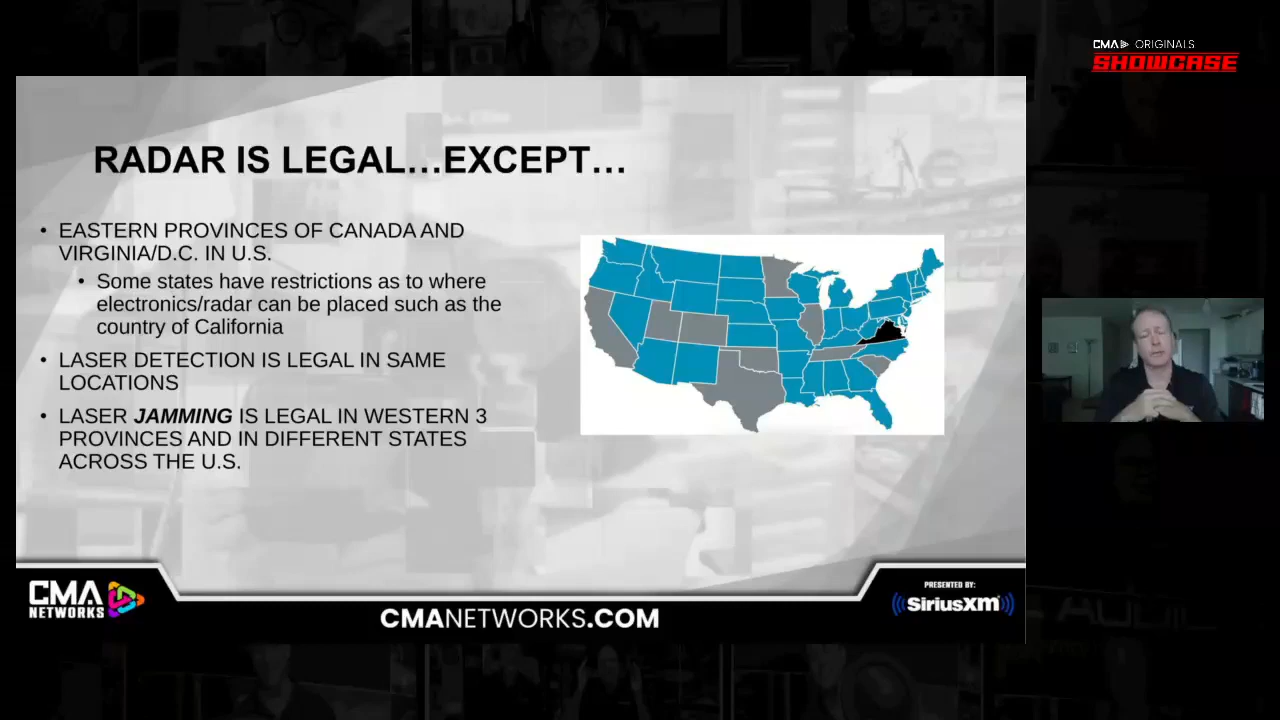 CMA ORIGINALS
SHOWCASE
RADAR IS LEGAL…EXCEPT…
• EASTERN PROVINCES OF CANADA AND
VIRGINIA/D.C. IN U.S.
• Some states have restrictions as to where
electronics/radar can be placed such as the
country of California
• LASER DETECTION IS LEGAL IN SAME
LOCATIONS
• LASER JAMMING IS LEGAL IN WESTERN 3
PROVINCES AND IN DIFFERENT STATES
ACROSS THE U.S.
CMA
NETWORKS
CMANETWORKS.COM
PRESENTED BY:
SiriusXM